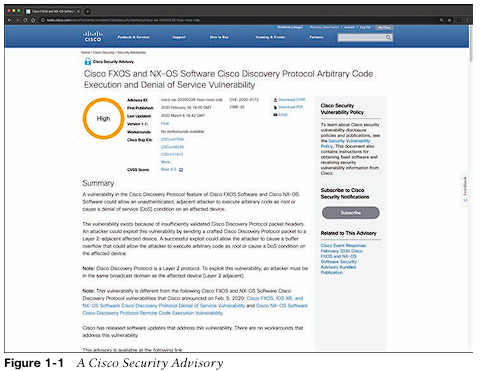 Cisco FXOS and NX-OS Softw
tools.cisco.com/security/center/content/CiscoSecurityAdvisory/cisco-sa-20200226-fxos-nxos-cdp
CISCO
Products & Services
Support
How to Buy
Training & Events
Partners
Home / Cisco Security / Security Advisories
Cisco Security Advisory
Cisco FXOS and NX-OS Software Cisco Discovery Protocol Arbitrary Code
Execution and Denial of Service Vulnerability
High
Advisory ID: cisco-sa-20200226-fxos-nxos-cdp
First Published: 2020 February 26 16:00 GMT
Last Updated: 2020 March 4 18:42 GMT
Version 1.1: Final
Workarounds: No workarounds available
Cisco Bug IDs:
More...
CVSS Score: Base 8.8
CVE-2020-3172
CWE-20
Download CVRF
Download PDF
Email
Summary
A vulnerability in the Cisco Discovery Protocol feature of Cisco FXOS Software and Cisco NX-OS
Software could allow an unauthenticated, adjacent attacker to execute arbitrary code as root or
cause a denial of service (DoS) condition on an affected device.
The vulnerability exists because of insufficiently validated Cisco Discovery Protocol packet headers.
An attacker could exploit this vulnerability by sending a crafted Cisco Discovery Protocol packet to a
Layer 2-adjacent affected device. A successful exploit could allow the attacker to cause a buffer
overflow that could allow the attacker to execute arbitrary code as root or cause a DoS condition on
the affected device.
Note: Cisco Discovery Protocol is a Layer 2 protocol. To exploit this vulnerability, an attacker must be
in the same broadcast domain as the affected device (Layer 2 adjacent).
Note: This vulnerability is different from the following Cisco FXOS and NX-OS Cisco Discovery
Protocol vulnerabilities that Cisco announced on Feb. 5, 2020: Cisco FXOS, IOS XR, and
NX-OS Software Cisco Discovery Protocol Denial of Service Vulnerability and Cisco NX-OS
Software Cisco Discovery Protocol Remote Code Execution Vulnerability.
Cisco has released software updates that address this vulnerability. There are no workarounds that
address this vulnerability.
This advisory is available at the following link:
Cisco Security
Vulnerability Policy
To learn about Cisco security
vulnerability disclosure
policies and publications, see
the Security Vulnerability
Policy. This document also
contains instructions for
obtaining fixed software and
receiving security
vulnerability information from
Cisco.
Subscribe to Cisco
Security Notifications
Subscribe
Related to This Advisory
Cisco Event Response:
February 2020 Cisco
FXOS and NX-OS
Software Security
Advisory Bundled
Publication
Feedback
Figure 1-1 A Cisco Security Advisory